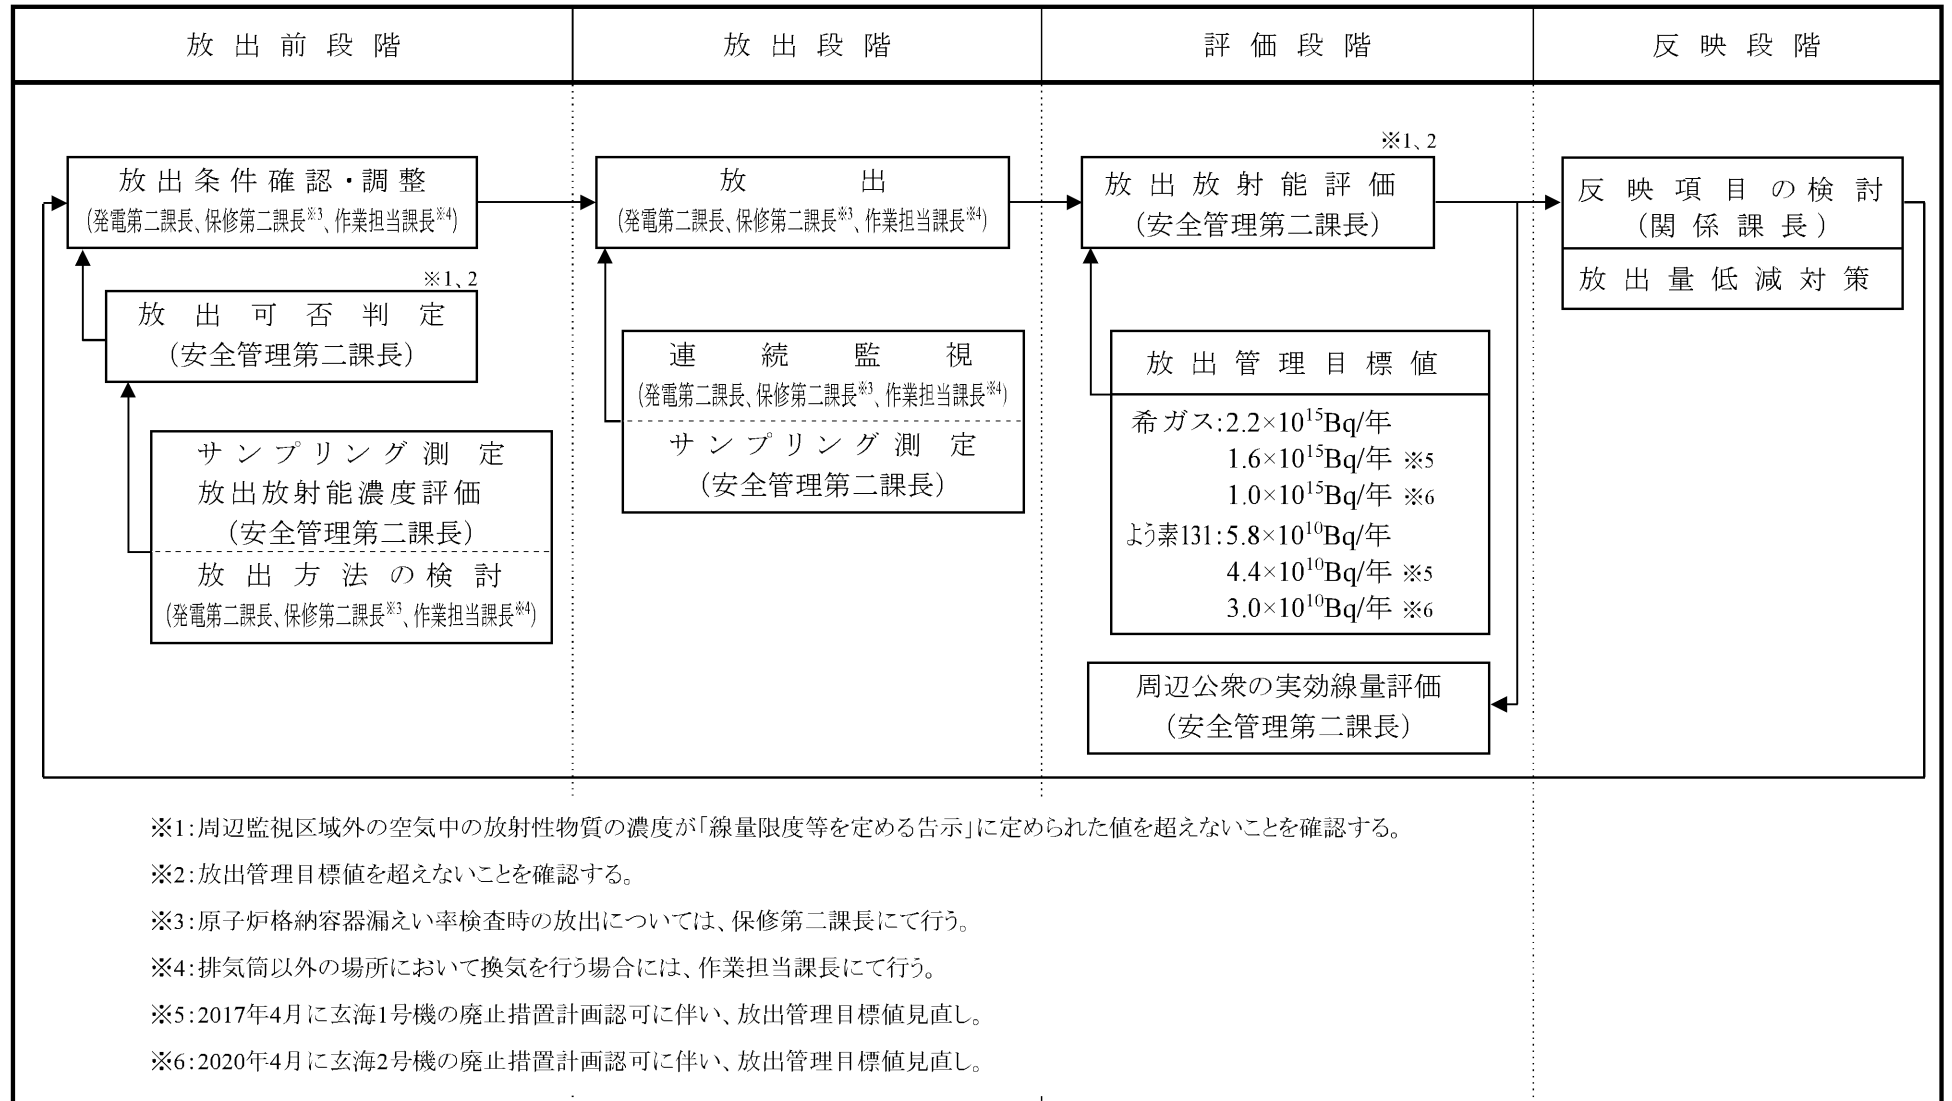 放出前段階
放出段階
評価段階
反映段階
放出条件確認・調整
(発電第二課長、保修第二課長※3、作業担当課長※4)
※1、2
放出可否判定
(安全管理第二課長)
サンプリング測定
放出放射能濃度評価
(安全管理第二課長)
放出方法の検討
(発電第二課長、保修第二課長※3、作業担当課長※4)
放出
(発電第二課長、保修第二課長※3、作業担当課長※4)
連続監視
(発電第二課長、保修第二課長※3、作業担当課長※4)
サンプリング測定
(安全管理第二課長)
※1、2
放出放射能評価
(安全管理第二課長)
放出管理目標値
希ガス:2.2×10¹⁵Bq/年
1.6×10¹⁵Bq/年 ※5
1.0×10¹⁵Bq/年 ※6
よう素131:5.8×10¹⁰Bq/年
4.4×10¹⁰Bq/年 ※5
3.0×10¹⁰Bq/年 ※6
周辺公衆の実効線量評価
(安全管理第二課長)
反映項目の検討
(関係課長)
放出量低減対策
※1:周辺監視区域外の空気中の放射性物質の濃度が「線量限度等を定める告示」に定められた値を超えないことを確認する。
※2:放出管理目標値を超えないことを確認する。
※3:原子炉格納容器漏えい率検査時の放出については、保修第二課長にて行う。
※4:排気筒以外の場所において換気を行う場合には、作業担当課長にて行う。
※5:2017年4月に玄海1号機の廃止措置計画認可に伴い、放出管理目標値見直し。
※6:2020年4月に玄海2号機の廃止措置計画認可に伴い、放出管理目標値見直し。